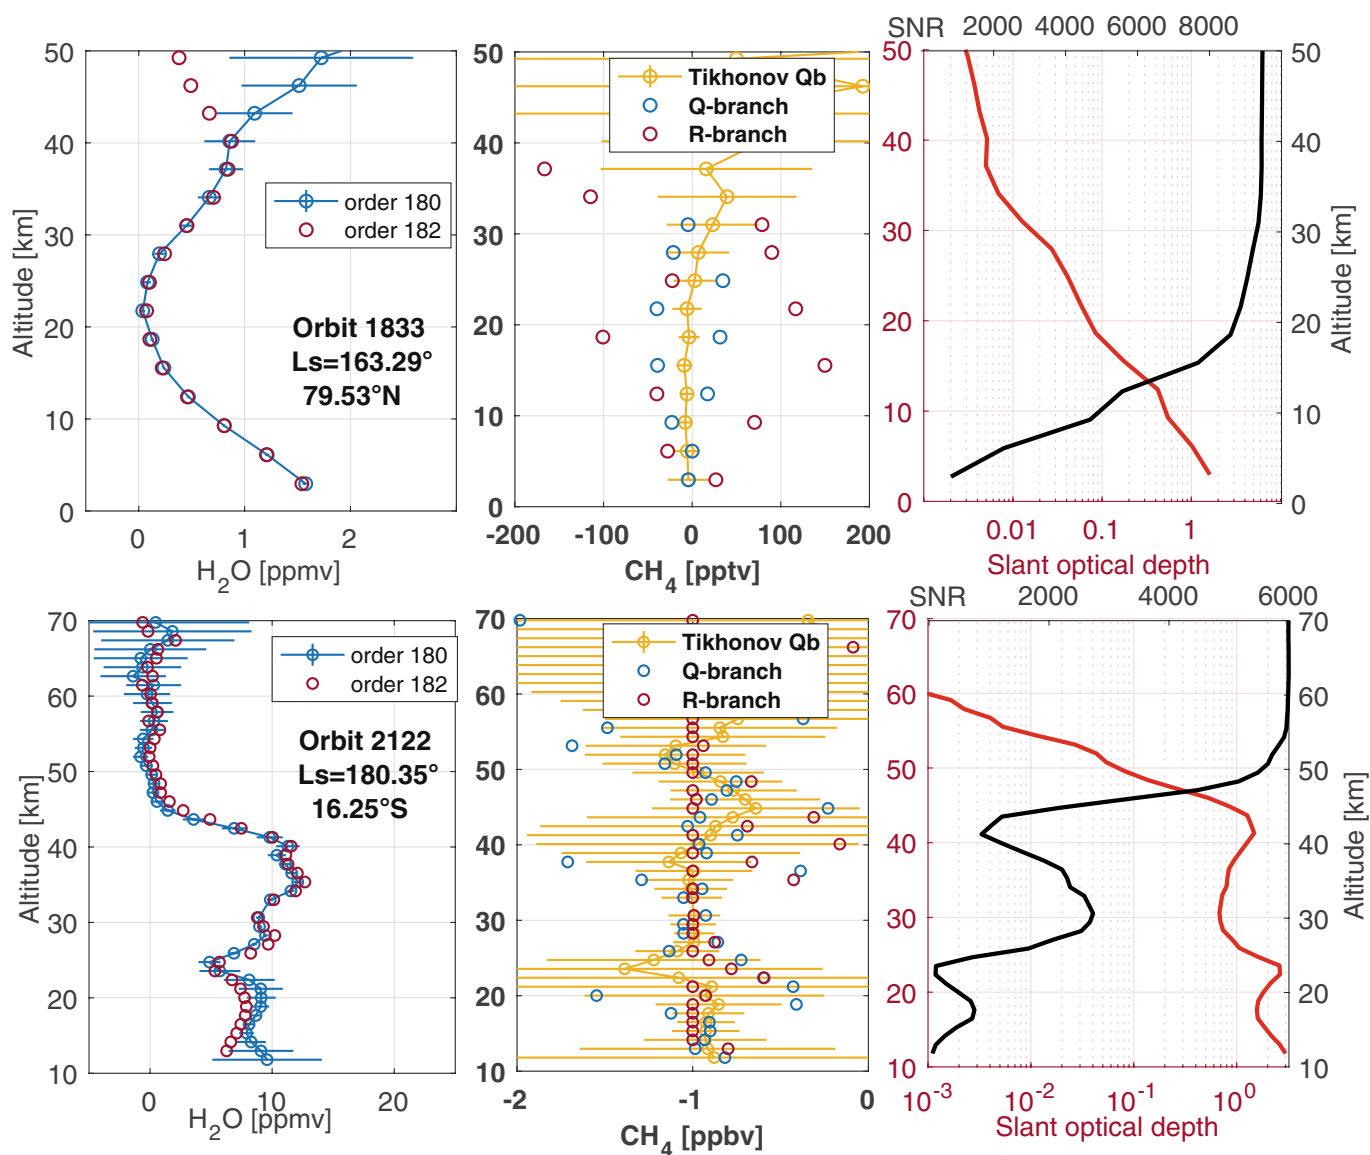 SNR 2000 4000 6000 8000
50
40
30
20
10
0
Altitude [km]
order 180
order 182
Orbit 1833
Ls=163.29°
79.53°N
0 1 2
H2O [ppmv]
50
40
30
20
10
0
Tikhonov Qb
Q-branch
R-branch
-200 -100 0 100 200
CH4 [pptv]
50
40
30
20
10
0
50
40
30
20
10
0
Altitude [km]
0.01 0.1 1
Slant optical depth
SNR 2000 4000 6000
70
60
50
40
30
20
10
Altitude [km]
order 180
order 182
Orbit 2122
Ls=180.35°
16.25°S
0 10 20
H2O [ppmv]
70
60
50
40
30
20
10
Tikhonov Qb
Q-branch
R-branch
-2 -1 0
CH4 [ppbv]
70
60
50
40
30
20
10
70
60
50
40
30
20
10
Altitude [km]
10-3 10-2 10-1 100
Slant optical depth